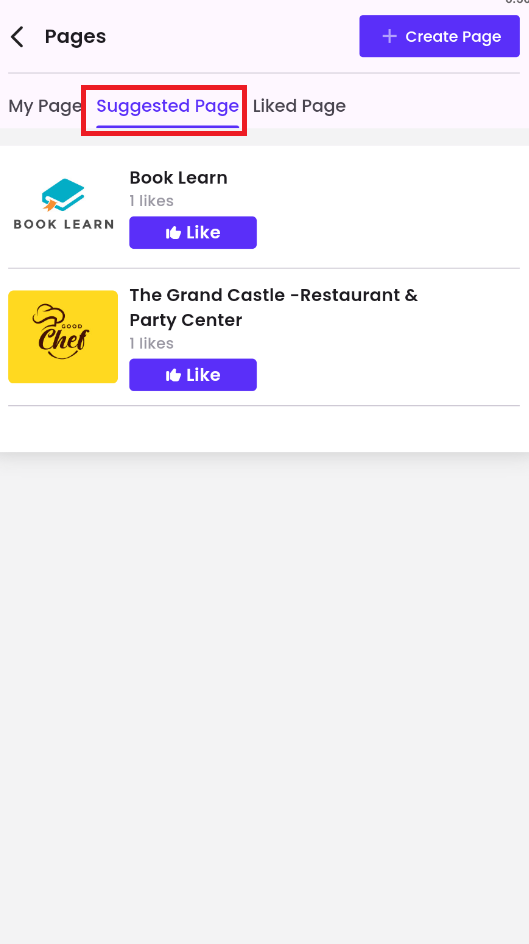 Pages
Create Page
My Page
Suggested Page
Liked Page
Book Learn
1 likes
BOOK LEARN
Like
The Grand Castle -Restaurant &
Party Center
GOOD
Chef
1 likes
Like